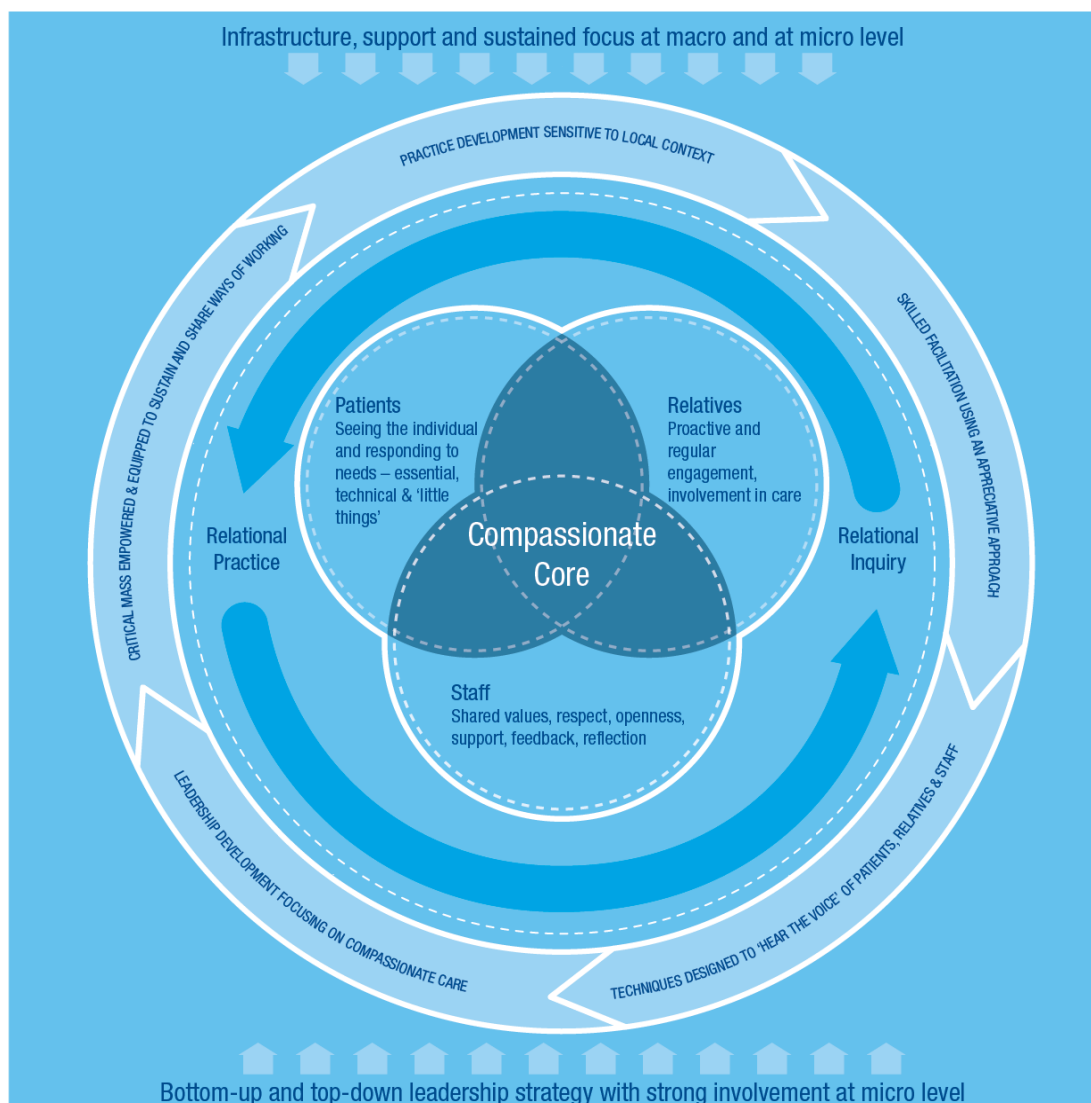 Infrastructure, support and sustained focus at macro and at micro level
PRACTICE DEVELOPMENT SENSITIVE TO LOCAL CONTEXT
SKILLED FACILITATION USING AN APPRECIATIVE APPROACH
TECHNIQUES DESIGNED TO ‘HEAR THE VOICE’ OF PATIENTS, RELATIVES & STAFF
LEADERSHIP DEVELOPMENT FOCUSING ON COMPASSIONATE CARE
CRITICAL MASS EMPOWERED & EQUIPPED TO SUSTAIN AND SHARE WAYS OF WORKING
Patients
Seeing the individual
and responding to
needs – essential,
technical & ‘little
things’
Relatives
Proactive and
regular
engagement,
involvement in care
Relational
Practice
Compassionate
Core
Relational
Inquiry
Staff
Shared values, respect, openness,
support, feedback, reflection
Bottom-up and top-down leadership strategy with strong involvement at micro level